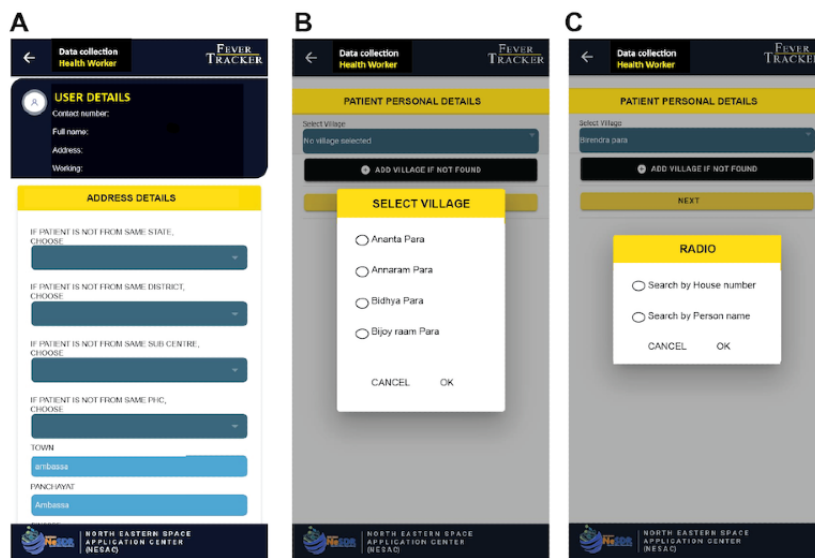 A
Data collection
Health Worker
FEVER
TRACKER
USER DETAILS
Contact number:
Full name:
Address:
Working:
ADDRESS DETAILS
IF PATIENT IS NOT FROM SAME STATE,
CHOOSE
IF PATIENT IS NOT FROM SAME DISTRICT,
CHOOSE
IF PATIENT IS NOT FROM SAME SUB CENTRE,
CHOOSE
IF PATIENT IS NOT FROM SAME PHC,
CHOOSE
TOWN
ambassa
PANCHAYAT
Ambassa
NORTH EASTERN SPACE
APPLICATION CENTER
(NESAC)
B
Data collection
Health Worker
FEVER
TRACKER
PATIENT PERSONAL DETAILS
Select Village
No village selected
ADD VILLAGE IF NOT FOUND
SELECT VILLAGE
Ananta Para
Annaram Para
Bidhya Para
Bijoy raam Para
CANCEL OK
NORTH EASTERN SPACE
APPLICATION CENTER
(NESAC)
C
Data collection
Health Worker
FEVER
TRACKER
PATIENT PERSONAL DETAILS
Select Village
Birendra para
ADD VILLAGE IF NOT FOUND
NEXT
RADIO
Search by House number
Search by Person name
CANCEL OK
NORTH EASTERN SPACE
APPLICATION CENTER
(NESAC)